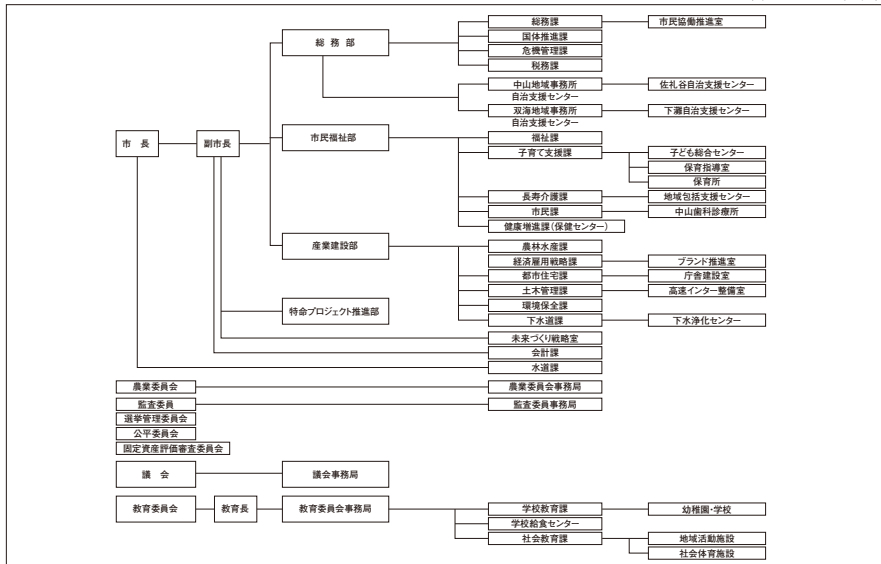 総務部
総務課
市民協働推進室
国体推進課
危機管理課
税務課
中山地域事務所
自治支援センター
佐礼谷自治支援センター
双海地域事務所
自治支援センター
下灘自治支援センター
市長
副市長
市民福祉部
福祉課
子育て支援課
子ども総合センター
保育指導室
保育所
長寿介護課
地域包括支援センター
市民課
中山歯科診療所
健康増進課(保健センター)
産業建設部
農林水産課
経済雇用戦略課
ブランド推進室
都市住宅課
庁舎建設室
土木管理課
高速インター整備室
環境保全課
下水道課
下水浄化センター
特命プロジェクト推進部
未来づくり戦略室
会計課
水道課
農業委員会
農業委員会事務局
監査委員
監査委員事務局
選挙管理委員会
公平委員会
固定資産評価審査委員会
議会
議会事務局
教育委員会
教育長
教育委員会事務局
学校教育課
幼稚園・学校
学校給食センター
社会教育課
地域活動施設
社会体育施設